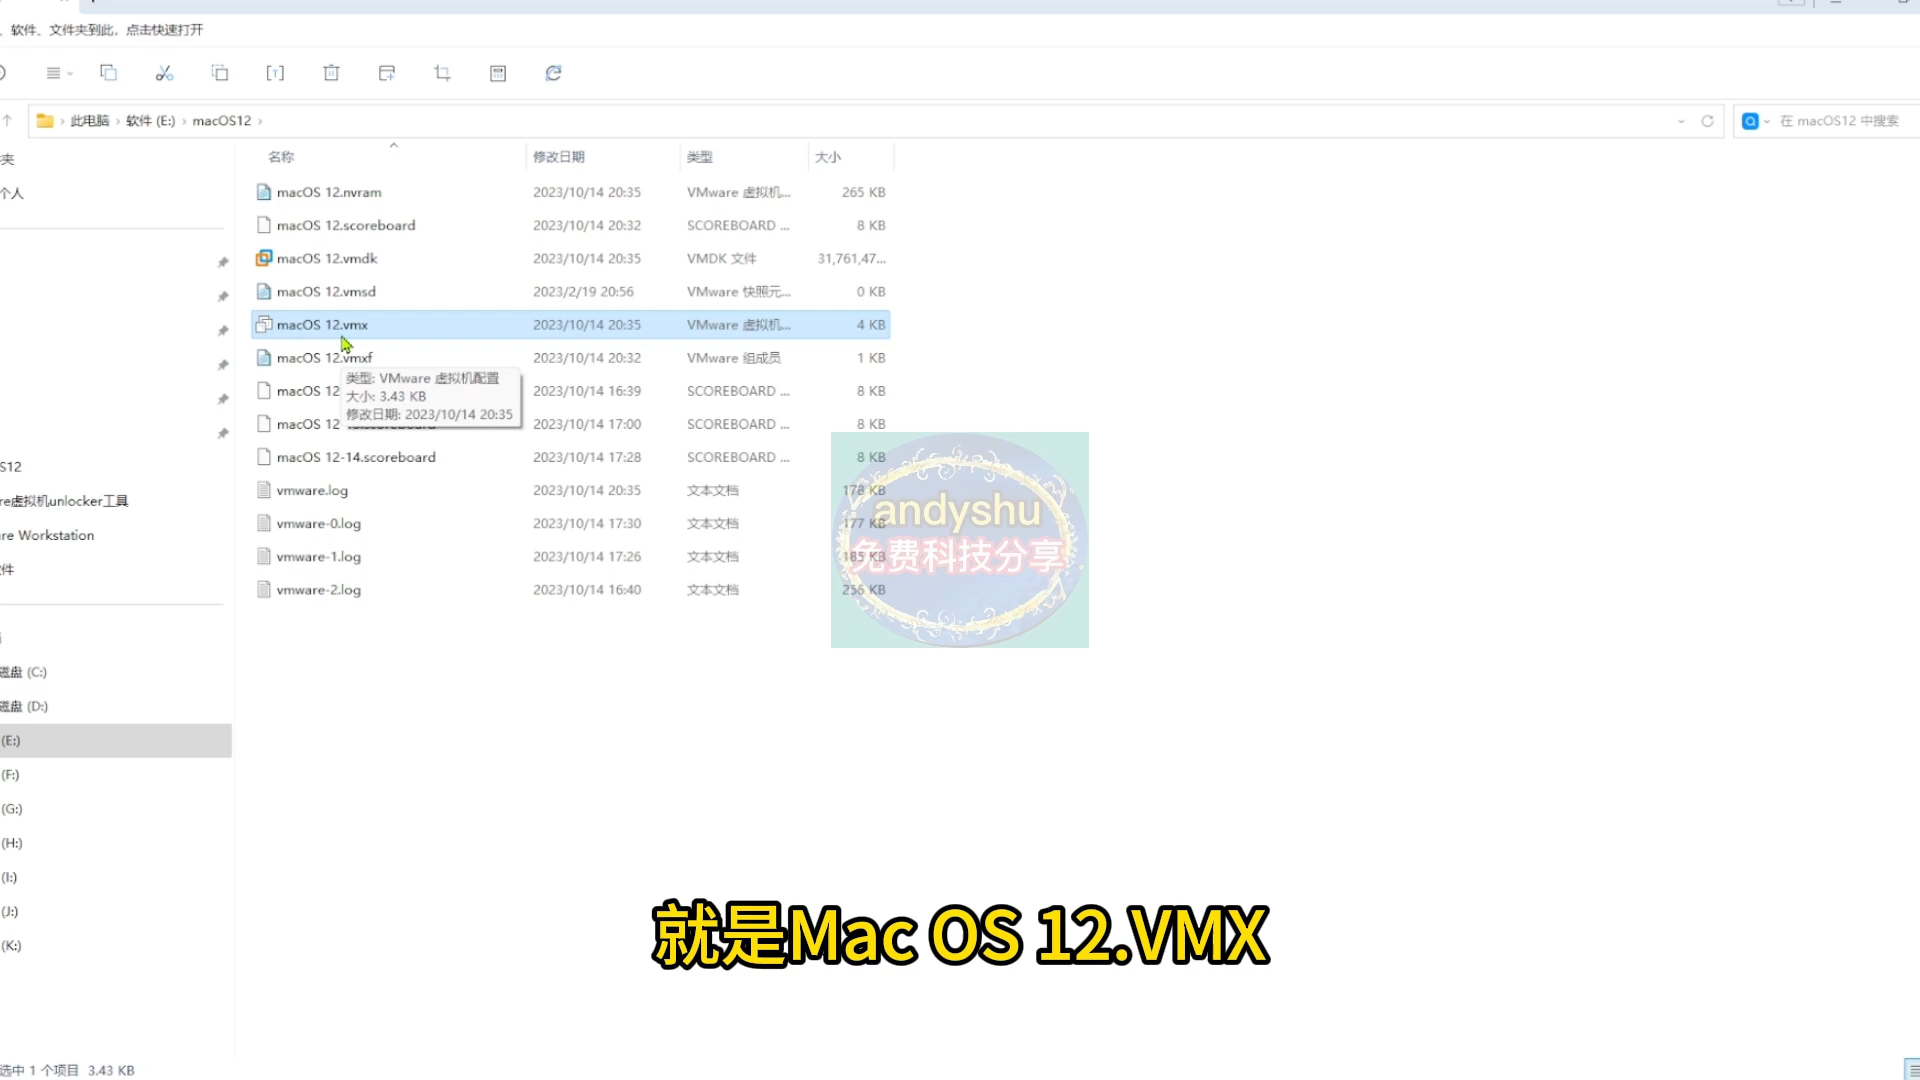 、软件、文件夹到此，点击快速打开
此电脑 › 软件 (E:) › macOS12 ›
在 macOS12 中搜索
名称 修改日期 类型 大小
macOS 12.nvram 2023/10/14 20:35 VMware 虚拟机... 265 KB
macOS 12.scoreboard 2023/10/14 20:32 SCOREBOARD ... 8 KB
macOS 12.vmdk 2023/10/14 20:35 VMDK 文件 31,761,47...
macOS 12.vmsd 2023/2/19 20:56 VMware 快照元... 0 KB
macOS 12.vmx 2023/10/14 20:35 VMware 虚拟机... 4 KB
macOS 12.vmxf 2023/10/14 20:32 VMware 组成员 1 KB
macOS 12 2023/10/14 16:39 SCOREBOARD ... 8 KB
macOS 12 2023/10/14 17:00 SCOREBOARD ... 8 KB
macOS 12-14.scoreboard 2023/10/14 17:28 SCOREBOARD ... 8 KB
vmware.log 2023/10/14 20:35 文本文档 178 KB
vmware-0.log 2023/10/14 17:30 文本文档 177 KB
vmware-1.log 2023/10/14 17:26 文本文档 185 KB
vmware-2.log 2023/10/14 16:40 文本文档 256 KB
类型: VMware 虚拟机配置
大小: 3.43 KB
修改日期: 2023/10/14 20:35
夹
个人
S12
re虚拟机unlocker工具
re Workstation
件
磁盘 (C:)
磁盘 (D:)
(E:)
(F:)
(G:)
(H:)
(I:)
(J:)
(K:)
andyshu
免费科技分享
就是Mac OS 12.VMX
选中 1 个项目 3.43 KB